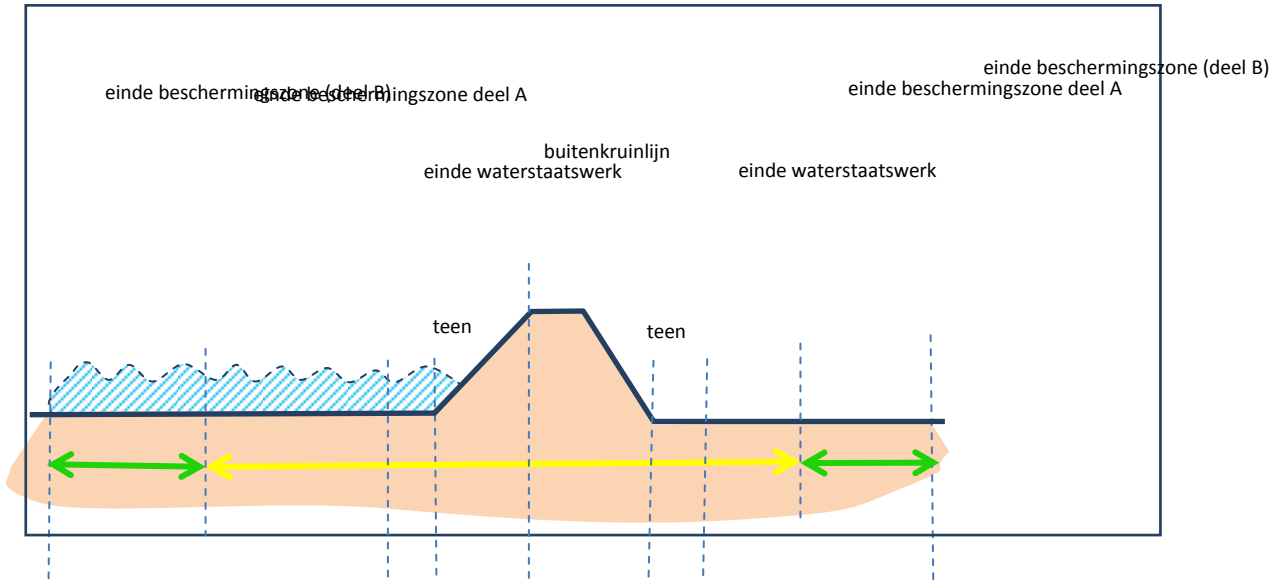 einde beschermingszone (deel B)
einde beschermingszone deel A
einde beschermingszone (deel B)
einde beschermingszone deel A
buitenkruinlijn
einde waterstaatswerk
einde waterstaatswerk
teen
teen